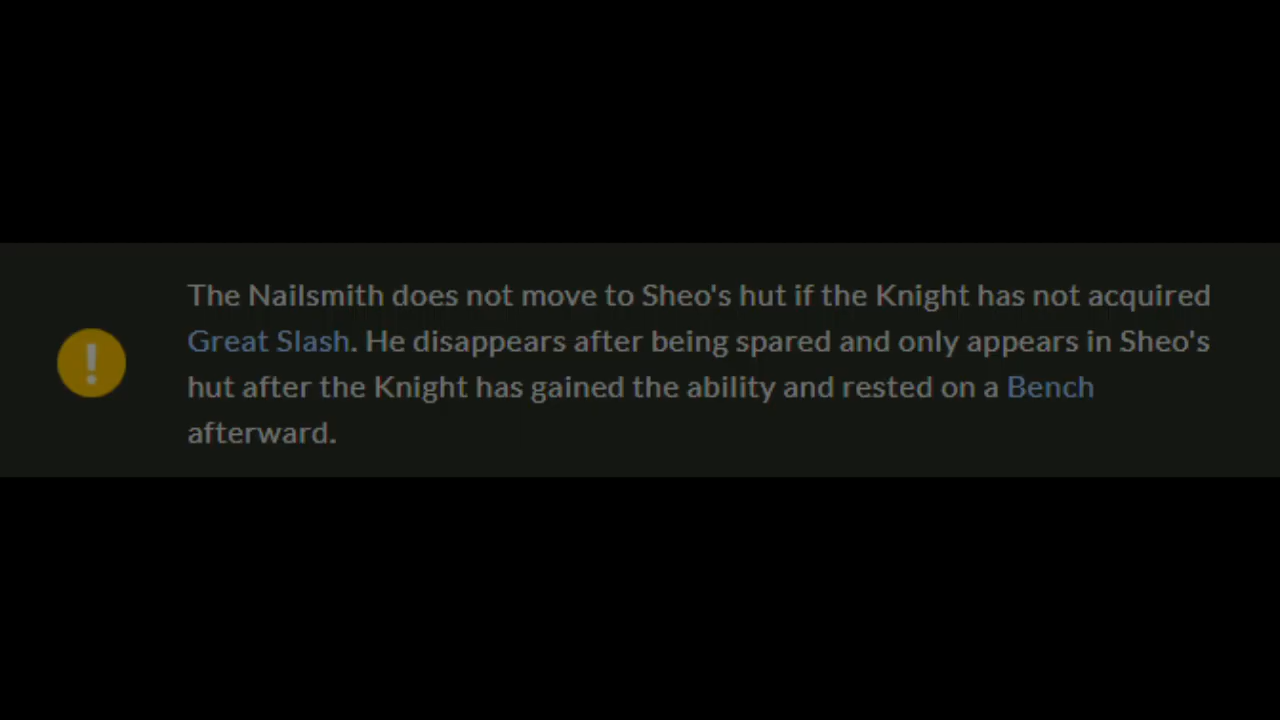 The Nailsmith does not move to Sheo's hut if the Knight has not acquired
Great Slash. He disappears after being spared and only appears in Sheo's
hut after the Knight has gained the ability and rested on a Bench
afterward.